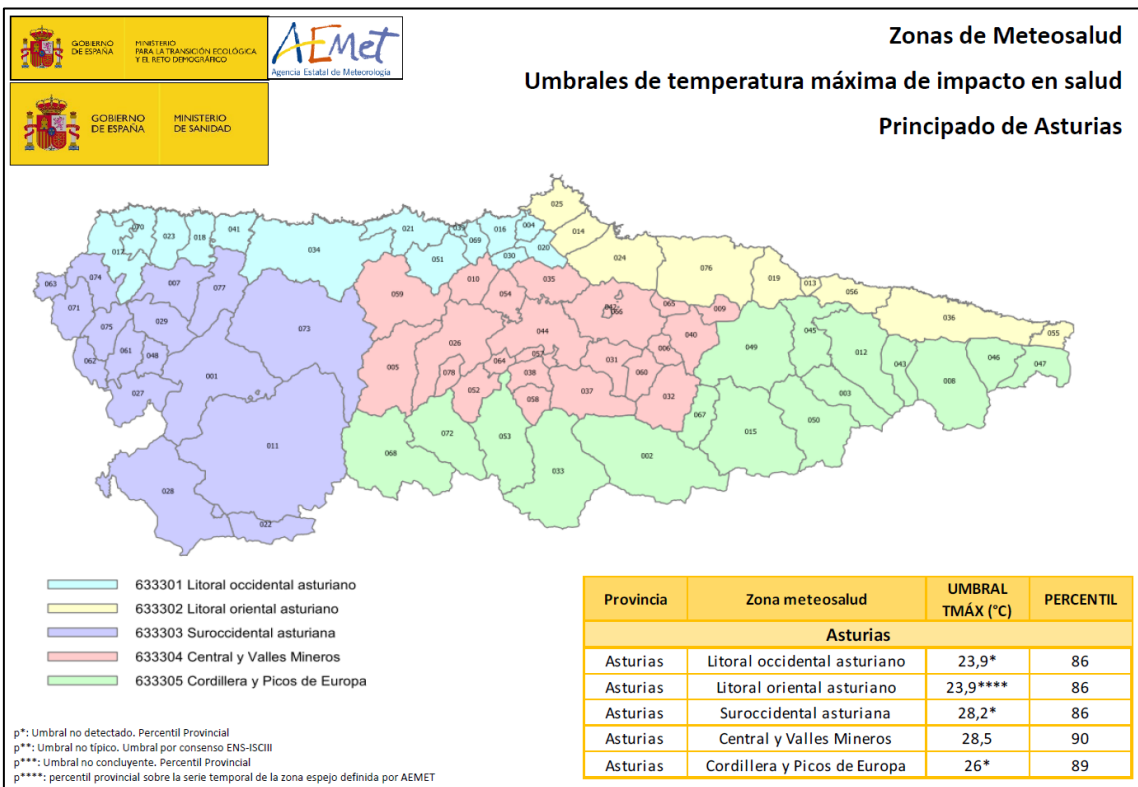 GOBIERNO
DE ESPAÑA
MINISTERIO
PARA LA TRANSICIÓN ECOLÓGICA
Y EL RETO DEMOGRÁFICO
AEMet
Agencia Estatal de Meteorología
GOBIERNO
DE ESPAÑA
MINISTERIO
DE SANIDAD
Zonas de Meteosalud
Umbrales de temperatura máxima de impacto en salud
Principado de Asturias
025
070
023
018
041
021
016
004
014
017
034
069
020
051
030
024
076
063
074
007
077
010
035
019
013
056
071
059
054
065
009
036
075
029
073
044
040
045
055
062
061
048
026
006
049
012
043
046
047
001
005
078
064
057
038
031
060
008
027
052
058
037
032
003
011
072
053
067
015
050
068
033
002
028
022
633301 Litoral occidental asturiano
633302 Litoral oriental asturiano
633303 Suroccidental asturiana
633304 Central y Valles Mineros
633305 Cordillera y Picos de Europa
Provincia Zona meteosalud UMBRAL TMÁX (°C) PERCENTIL
Asturias
Asturias Litoral occidental asturiano 23,9* 86
Asturias Litoral oriental asturiano 23,9**** 86
Asturias Suroccidental asturiana 28,2* 86
Asturias Central y Valles Mineros 28,5 90
Asturias Cordillera y Picos de Europa 26* 89
p*: Umbral no detectado. Percentil Provincial
p**: Umbral no típico. Umbral por consenso ENS-ISCIII
p***: Umbral no concluyente. Percentil Provincial
p****: percentil provincial sobre la serie temporal de la zona espejo definida por AEMET